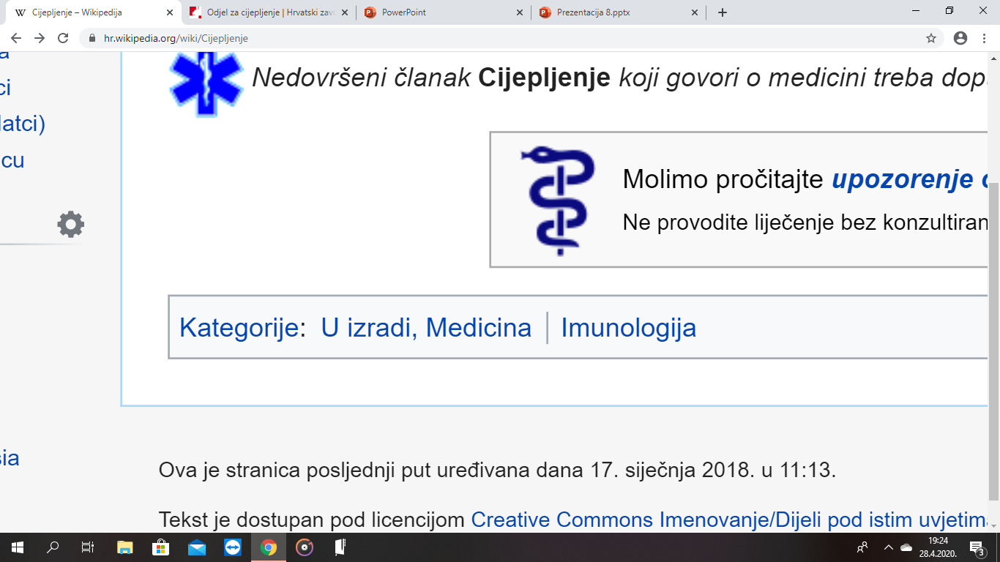 Cijepljenje – Wikipedija
Odjel za cijepljenje | Hrvatski zavo
PowerPoint
Prezentacija 8.pptx
hr.wikipedia.org/wiki/Cijepljenje
a
ci
latci)
cu
sia
Nedovršeni članak Cijepljenje koji govori o medicini treba dop
Molimo pročitajte upozorenje o
Ne provodite liječenje bez konzultiran
Kategorije: U izradi, Medicina | Imunologija
Ova je stranica posljednji put uređivana dana 17. siječnja 2018. u 11:13.
Tekst je dostupan pod licencijom Creative Commons Imenovanje/Dijeli pod istim uvjetima
19:24
28.4.2020.
3